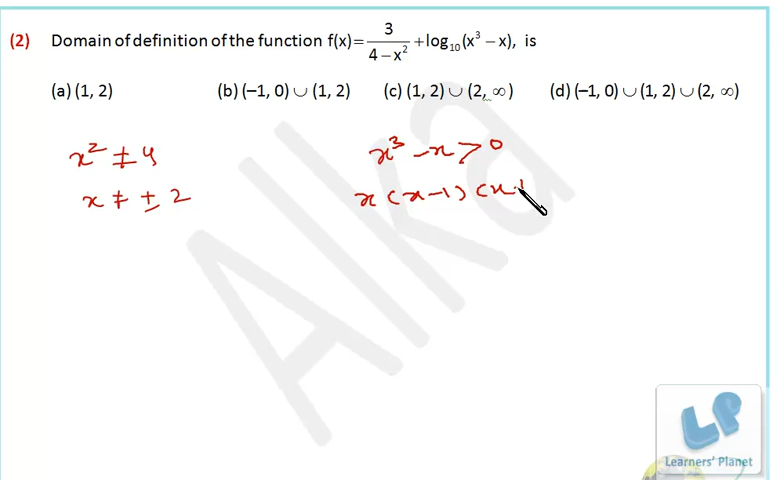 (2) Domain of definition of the function f(x)= 3/(4–x²) +log₁₀(x³ – x), is
(a) (1, 2) (b) (–1, 0) ∪ (1, 2) (c) (1, 2) ∪ (2, ∞) (d) (–1, 0) ∪ (1, 2) ∪ (2, ∞)
x² ≠ 4 x³ – x > 0
x ≠ ± 2 x (x –1) (x
Alka
LP
Learners' Planet